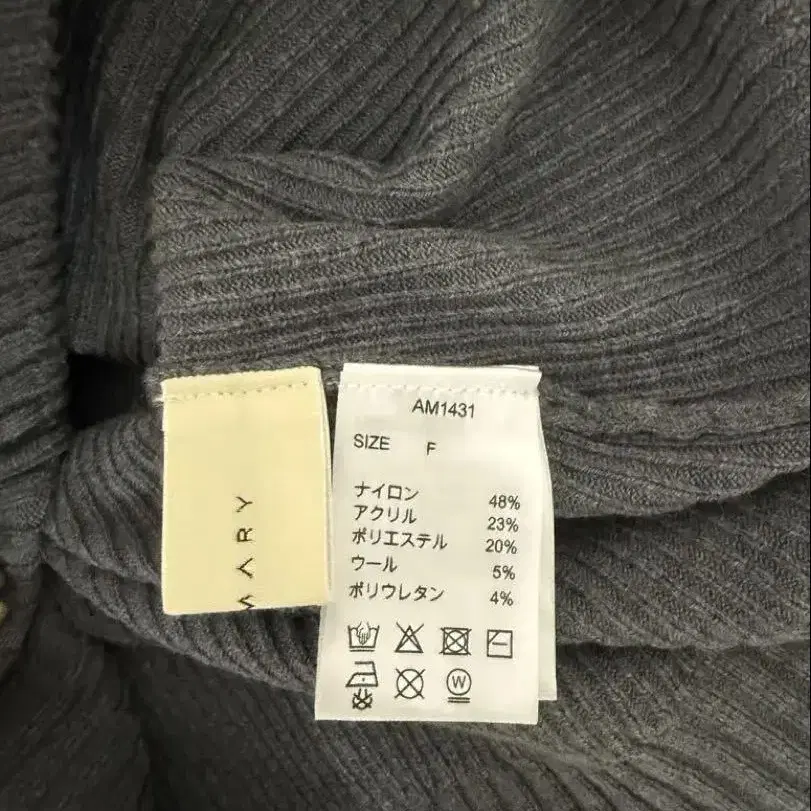 MARY
AM1431
SIZE F
ナイロン 48%
アクリル 23%
ポリエステル 20%
ウール 5%
ポリウレタン 4%
W